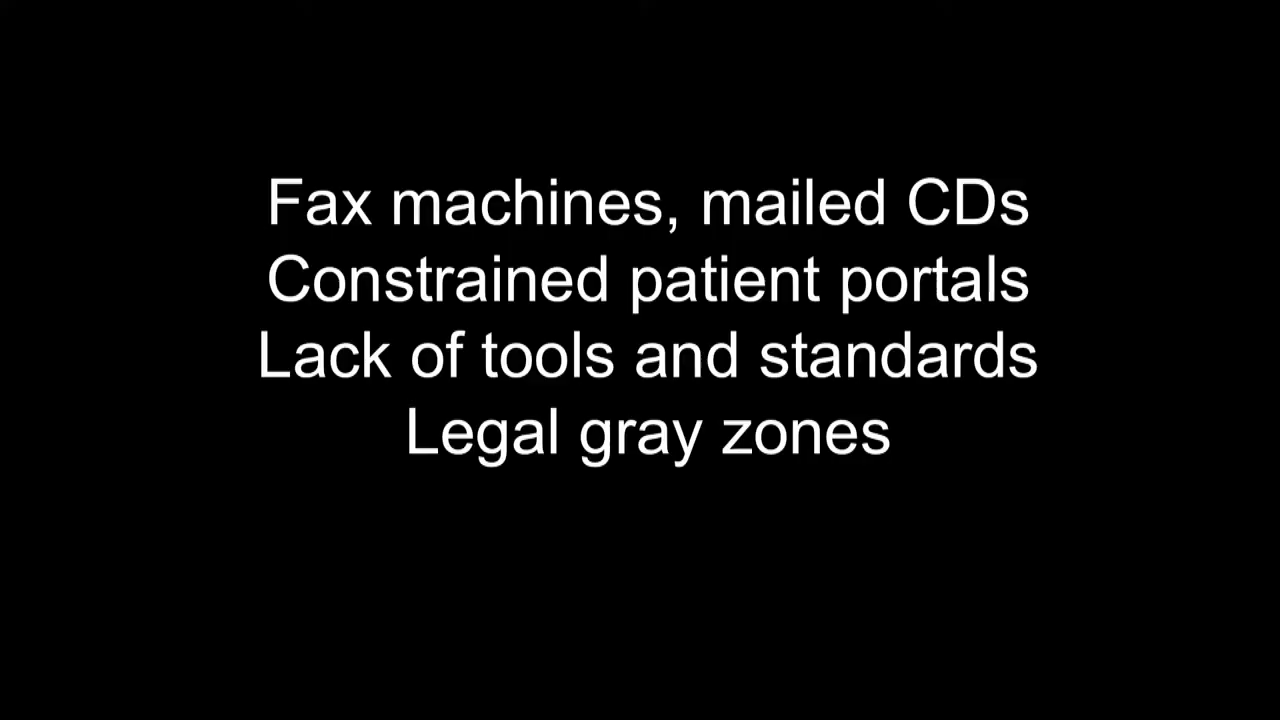 Fax machines, mailed CDs
Constrained patient portals
Lack of tools and standards
Legal gray zones